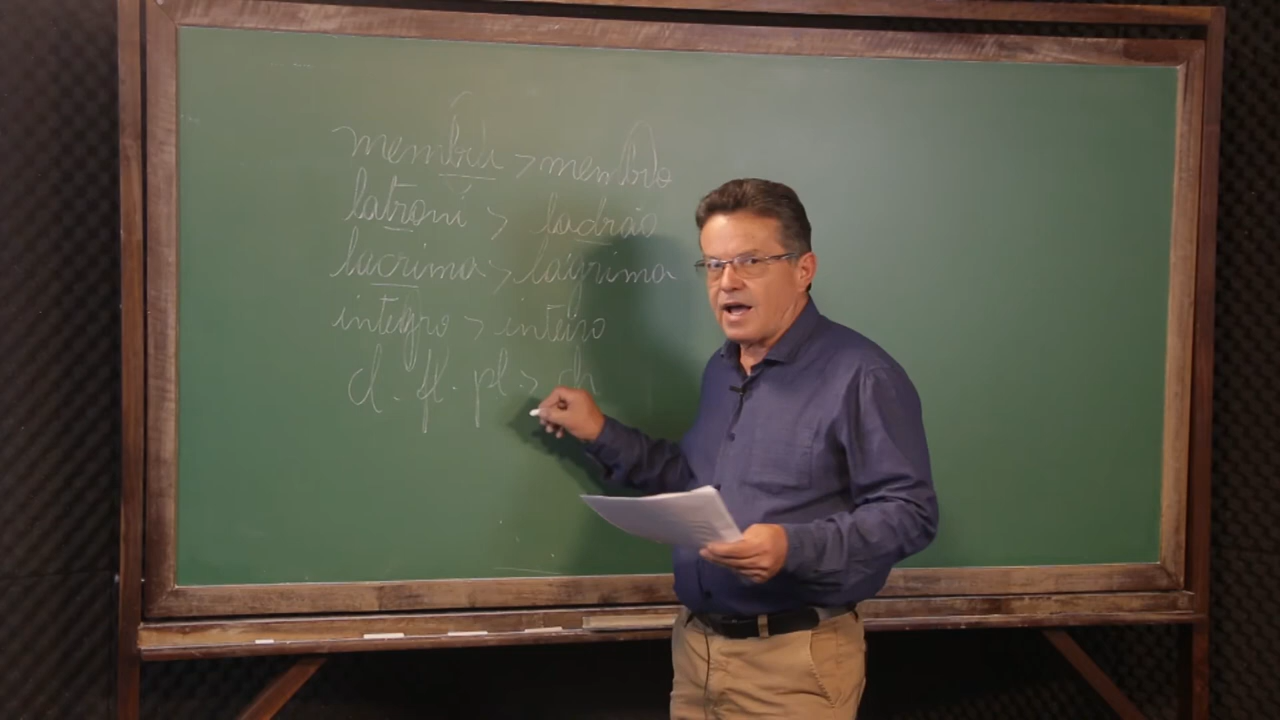 membru > membro
latroni > ladrão
lacrima > lágrima
integro > inteiro
cl. fl. pl > ch